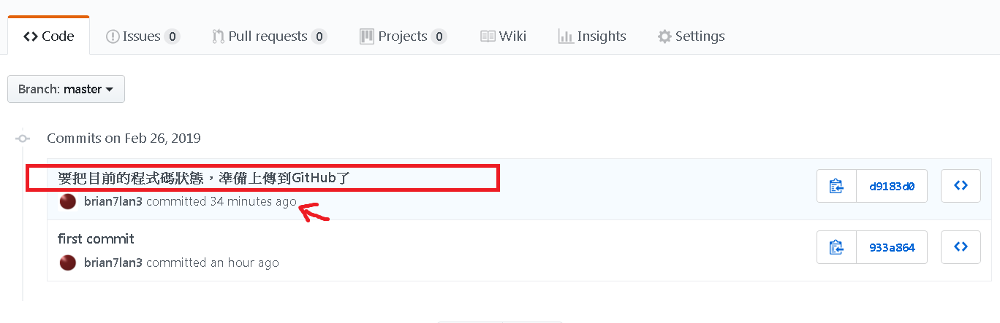 Code Issues 0 Pull requests 0 Projects 0 Wiki Insights Settings
Branch: master
Commits on Feb 26, 2019
要把目前的程式碼狀態，準備上傳到GitHub了
d9183d0
brian7lan3 committed 34 minutes ago
first commit
933a864
brian7lan3 committed an hour ago